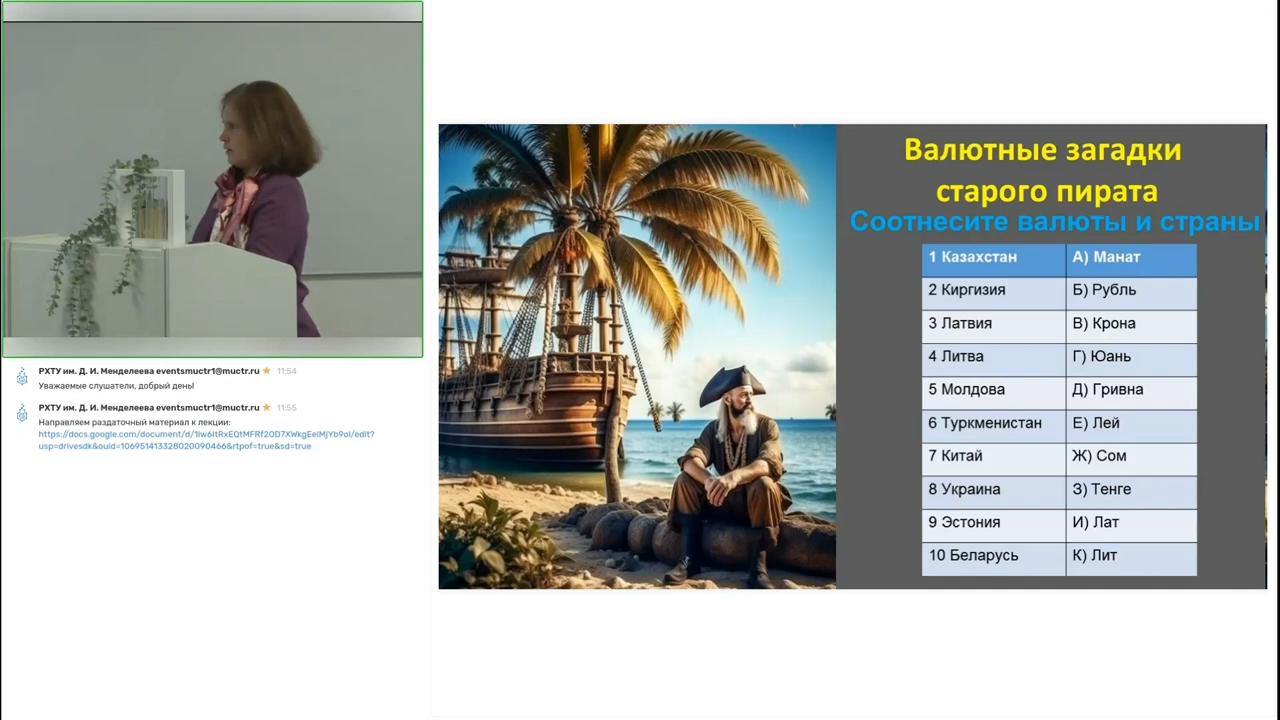 РХТУ им. Д. И. Менделеева eventsmuctr1@muctr.ru 11:54
Уважаемые слушатели, добрый день!
РХТУ им. Д. И. Менделеева eventsmuctr1@muctr.ru 11:55
Направляем раздаточный материал к лекции:
Валютные загадки
старого пирата
Соотнесите валюты и страны
1 Казахстан А) Манат
2 Киргизия Б) Рубль
3 Латвия В) Крона
4 Литва Г) Юань
5 Молдова Д) Гривна
6 Туркменистан Е) Лей
7 Китай Ж) Сом
8 Украина З) Тенге
9 Эстония И) Лат
10 Беларусь К) Лит